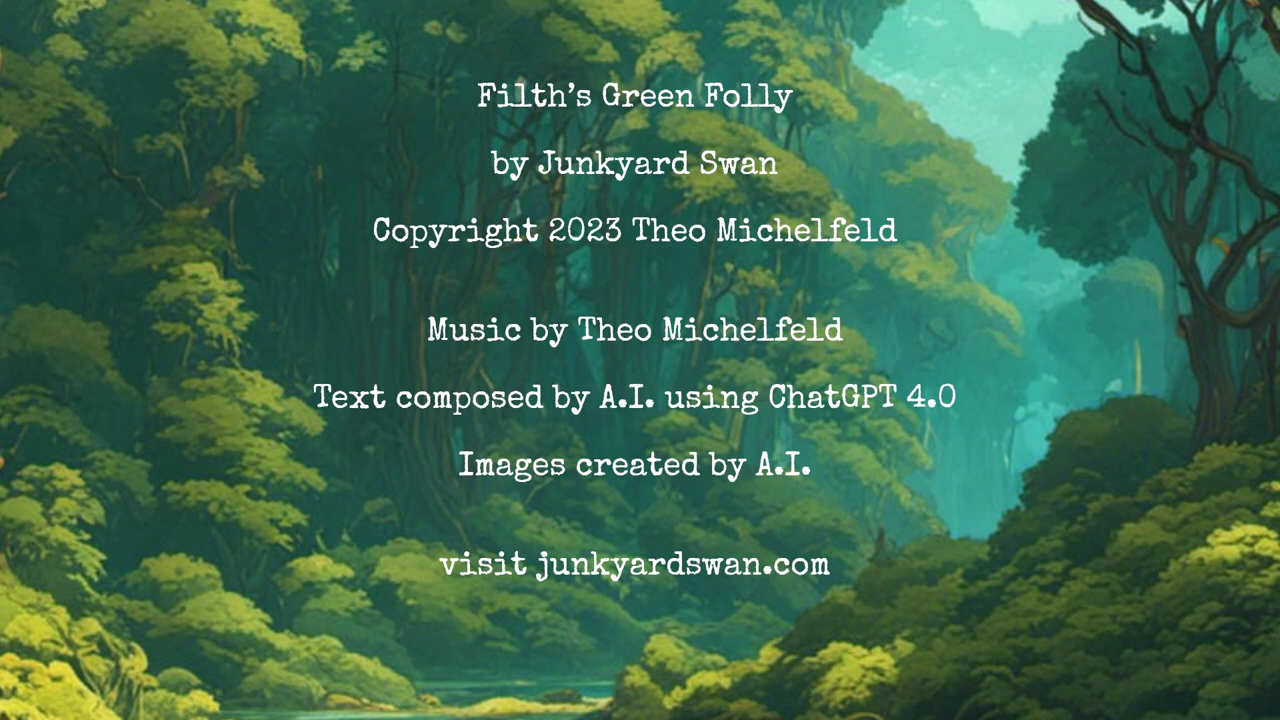 Filth's Green Folly
by Junkyard Swan
Copyright 2023 Theo Michelfeld
Music by Theo Michelfeld
Text composed by A.I. using ChatGPT 4.0
Images created by A.I.
visit junkyardswan.com